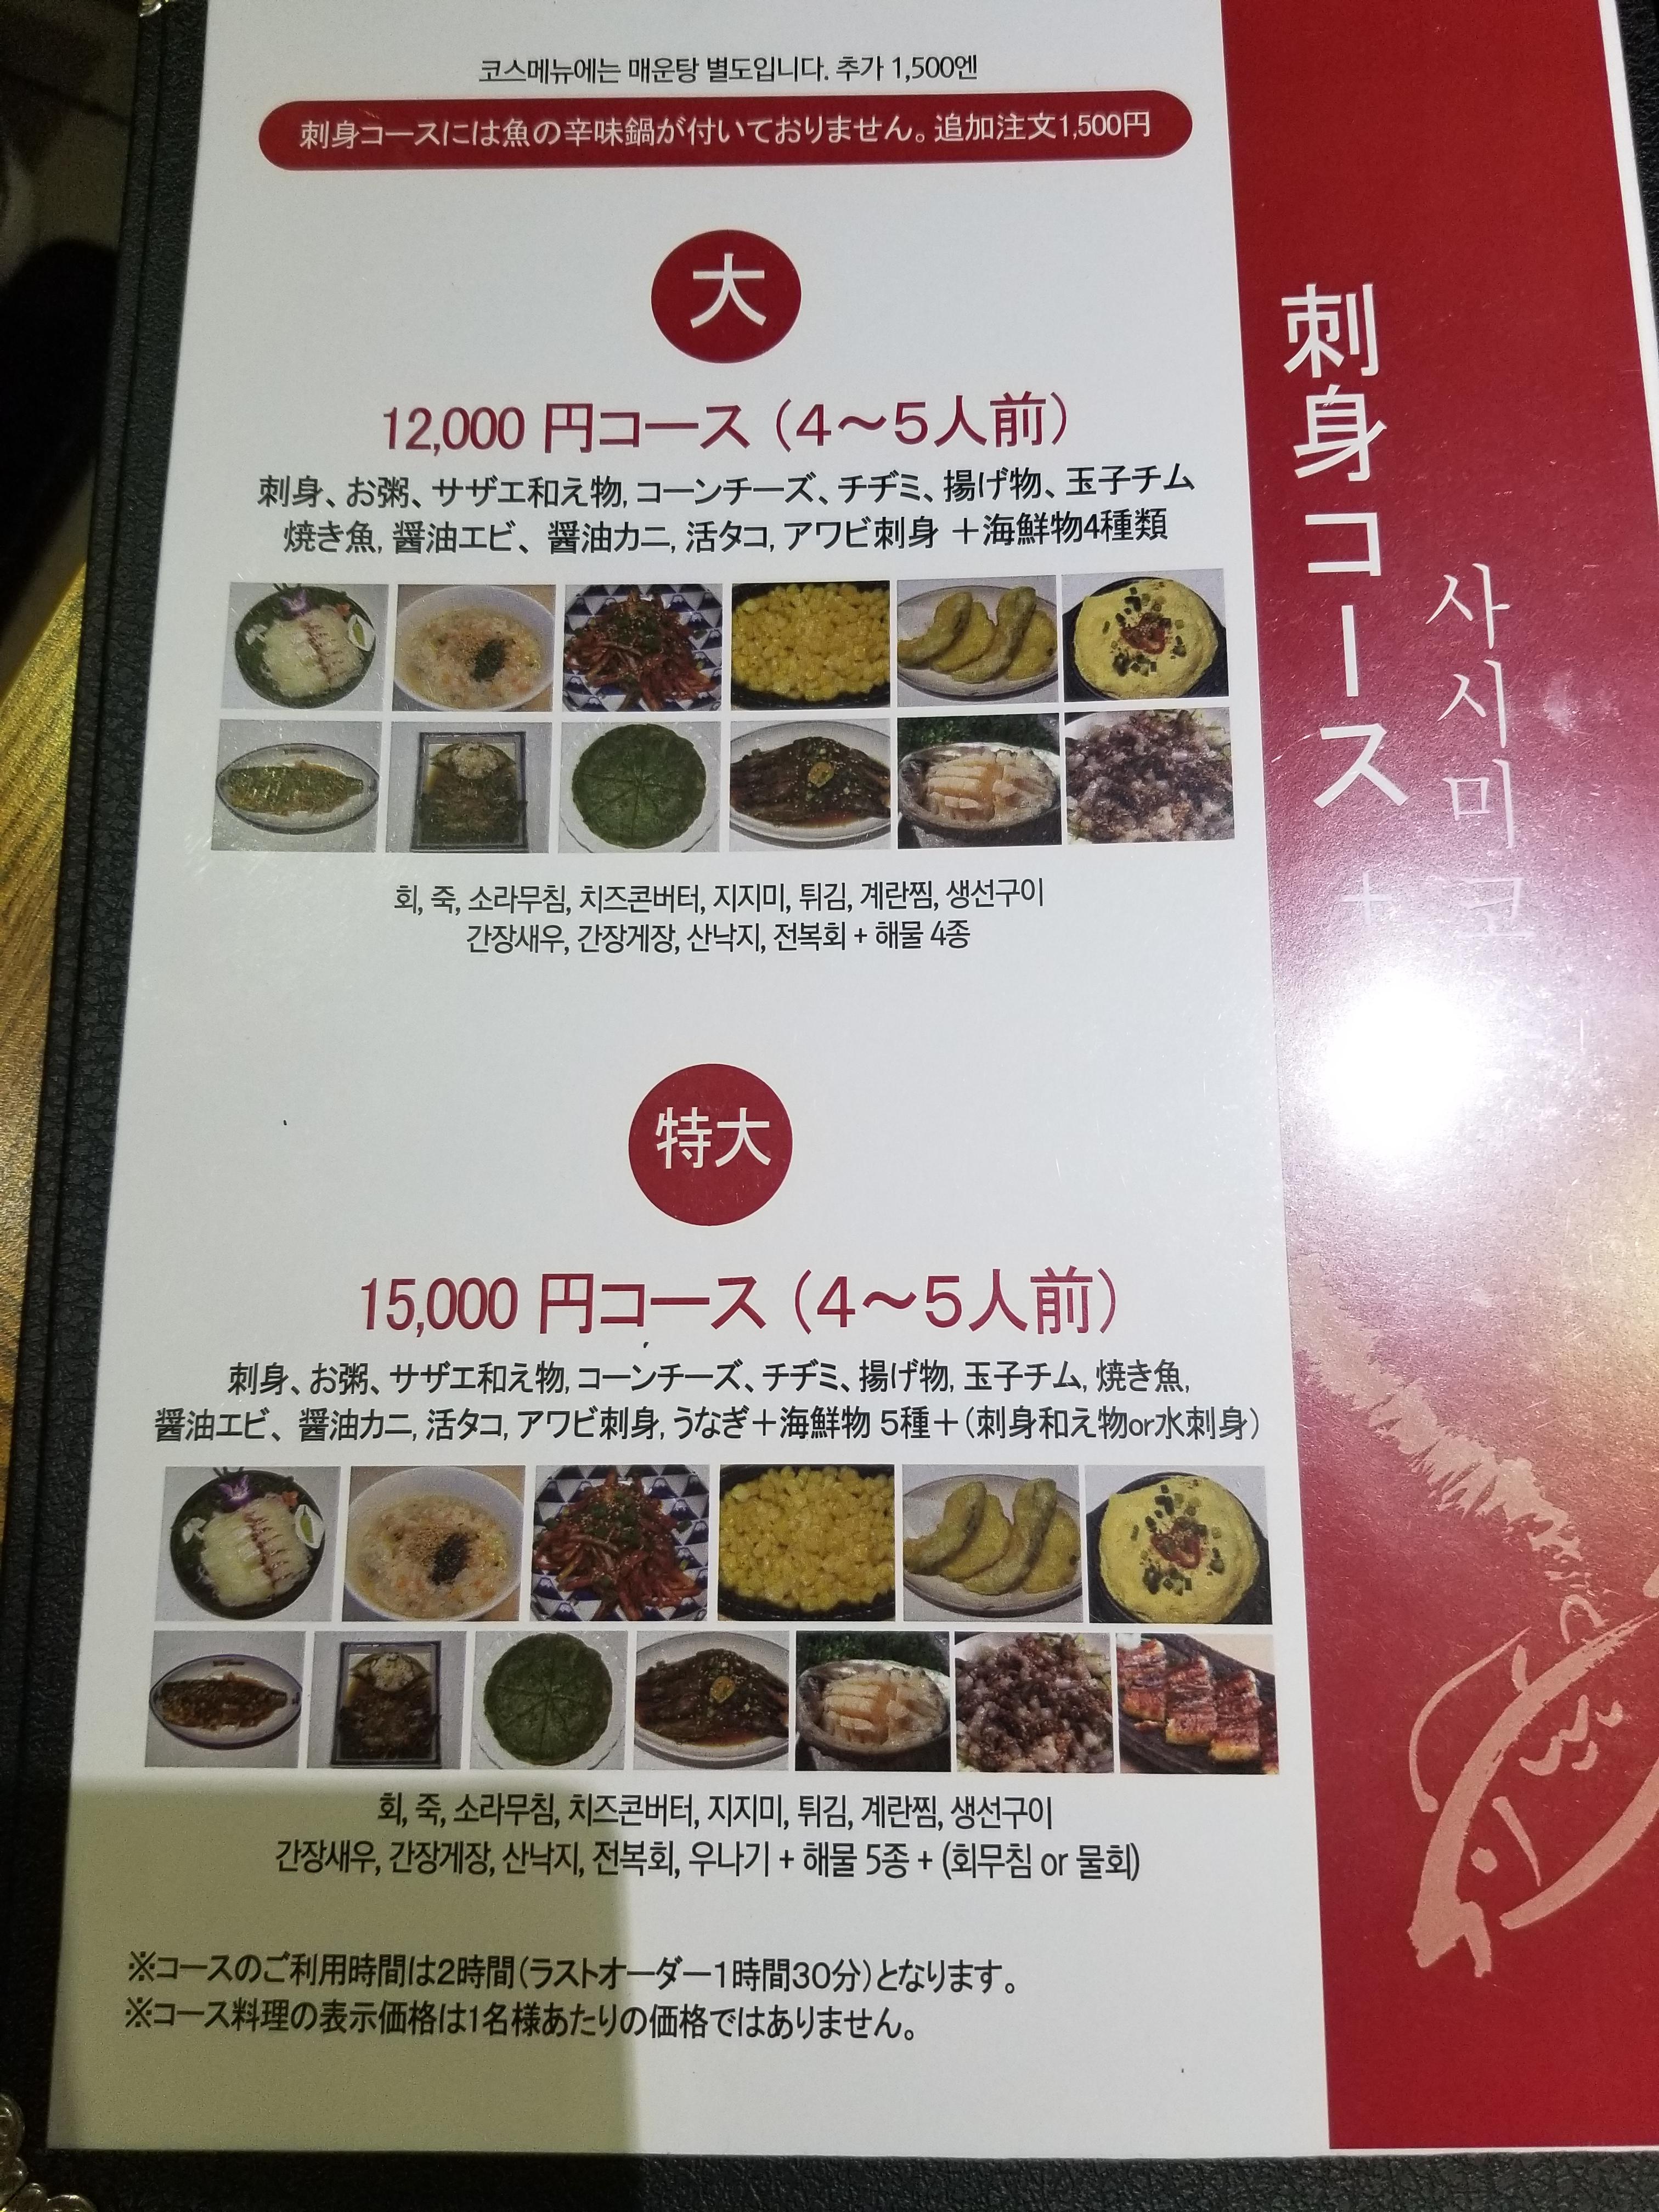 코스메뉴에는 매운탕 별도입니다. 추가 1,500엔
刺身コースには魚の辛味鍋が付いておりません。追加注文1,500円
大
12,000 円コース（４～５人前）
刺身、お粥、サザエ和え物, コーンチーズ、チヂミ、揚げ物、玉子チム
焼き魚, 醤油エビ、醤油カニ, 活タコ, アワビ刺身 ＋海鮮物4種類
회, 죽, 소라무침, 치즈콘버터, 지지미, 튀김, 계란찜, 생선구이
간장새우, 간장게장, 산낙지, 전복회 + 해물 4종
特大
15,000 円コース（４～５人前）
刺身、お粥、サザエ和え物, コーンチーズ、チヂミ、揚げ物, 玉子チム, 焼き魚,
醤油エビ、醤油カニ, 活タコ, アワビ刺身, うなぎ＋海鮮物 5種＋（刺身和え物or水刺身）
회, 죽, 소라무침, 치즈콘버터, 지지미, 튀김, 계란찜, 생선구이
간장새우, 간장게장, 산낙지, 전복회, 우나기 + 해물 5종 + (회무침 or 물회)
※コースのご利用時間は2時間（ラストオーダー1時間30分）となります。
※コース料理の表示価格は1名様あたりの価格ではありません。
刺身コース
사시미코